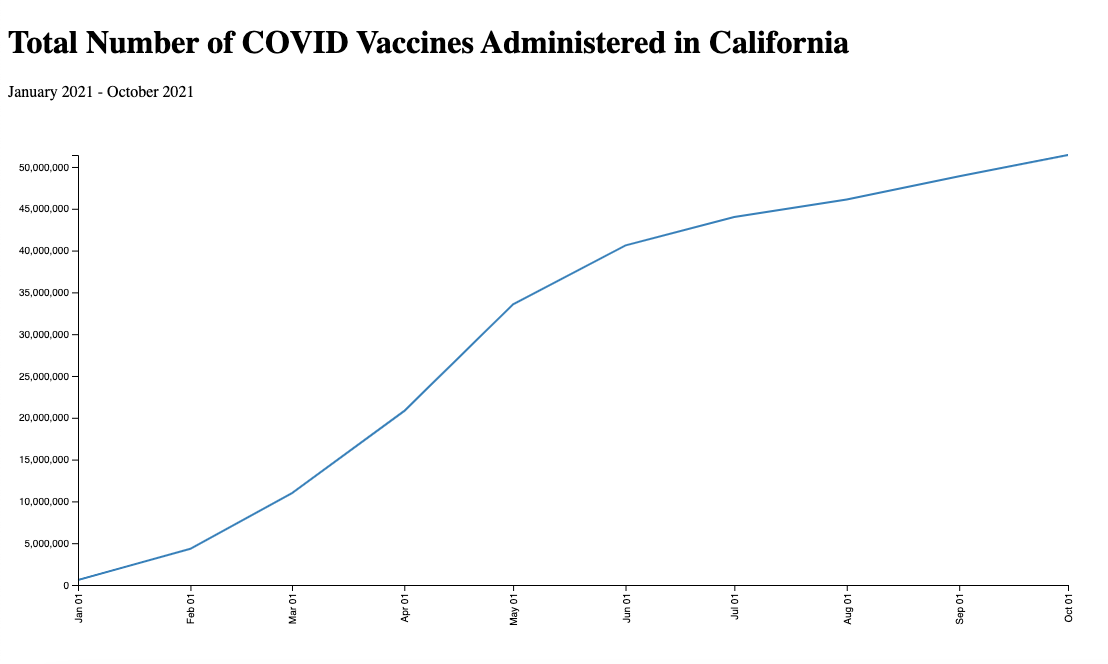 Total Number of COVID Vaccines Administered in California
January 2021 - October 2021
50,000,000
45,000,000
40,000,000
35,000,000
30,000,000
25,000,000
20,000,000
15,000,000
10,000,000
5,000,000
0
Jan 01
Feb 01
Mar 01
Apr 01
May 01
Jun 01
Jul 01
Aug 01
Sep 01
Oct 01